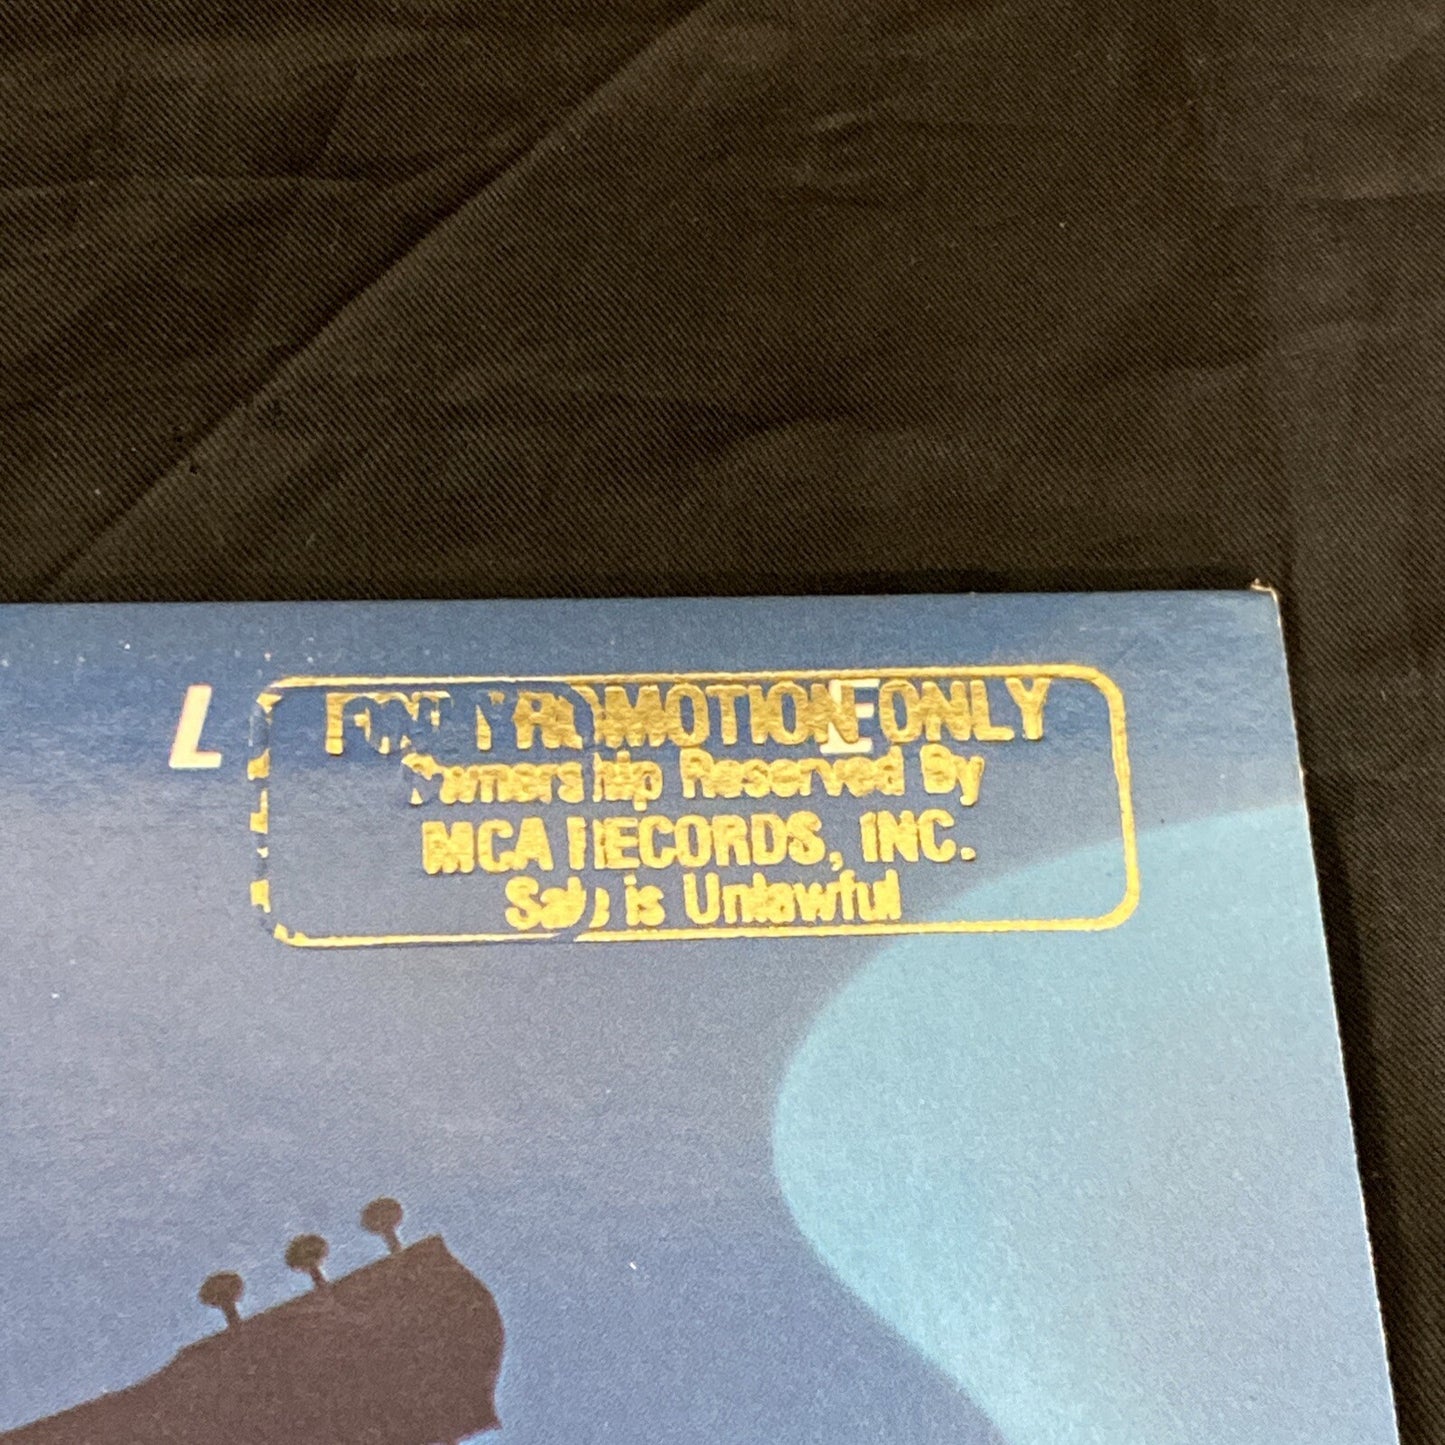 L E
FOR PROMOTION ONLY
Ownership Reserved By
MCA RECORDS, INC.
Sale is Unlawful